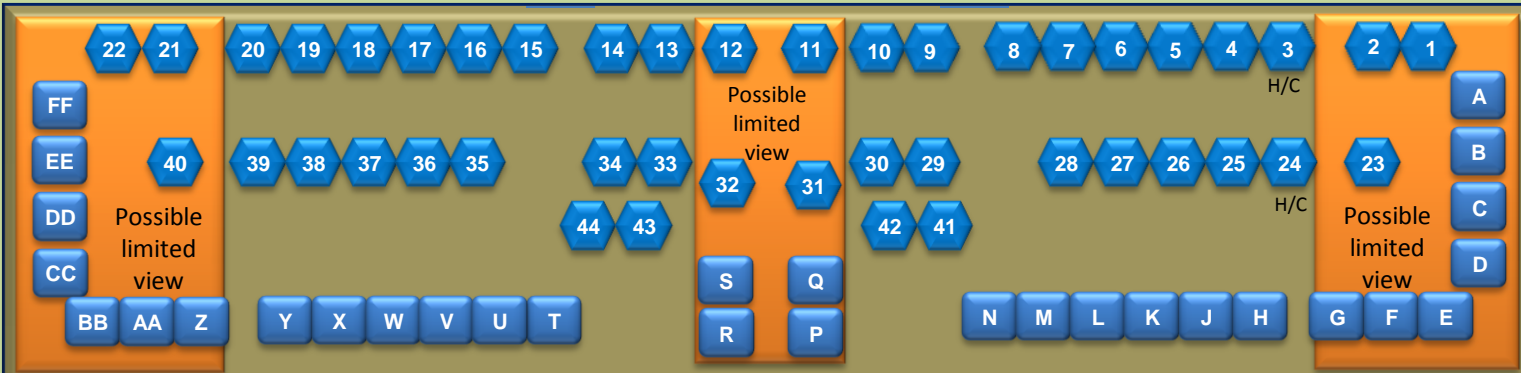 22 21 20 19 18 17 16 15 14 13 12 11 10 9 8 7 6 5 4 3 2 1
H/C
FF
A
Possible
limited
view
EE
B
40 39 38 37 36 35 34 33 32 31 30 29 28 27 26 25 24 23
H/C
DD
C
44 43 42 41
Possible
limited
view
Possible
limited
view
CC
D
S Q
BB AA Z Y X W V U T R P N M L K J H G F E